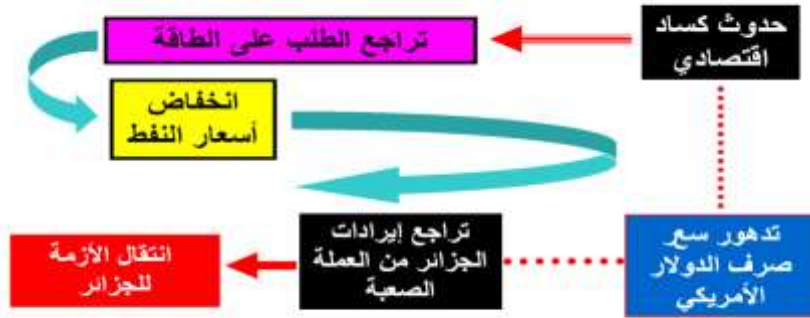 حدوث كساد
اقتصادي
تراجع الطلب على الطاقة
انخفاض
أسعار النفط
تدهور سعر
صرف الدولار
الأمريكي
تراجع إيرادات
الجزائر من العملة
الصعبة
انتقال الأزمة
للجزائر